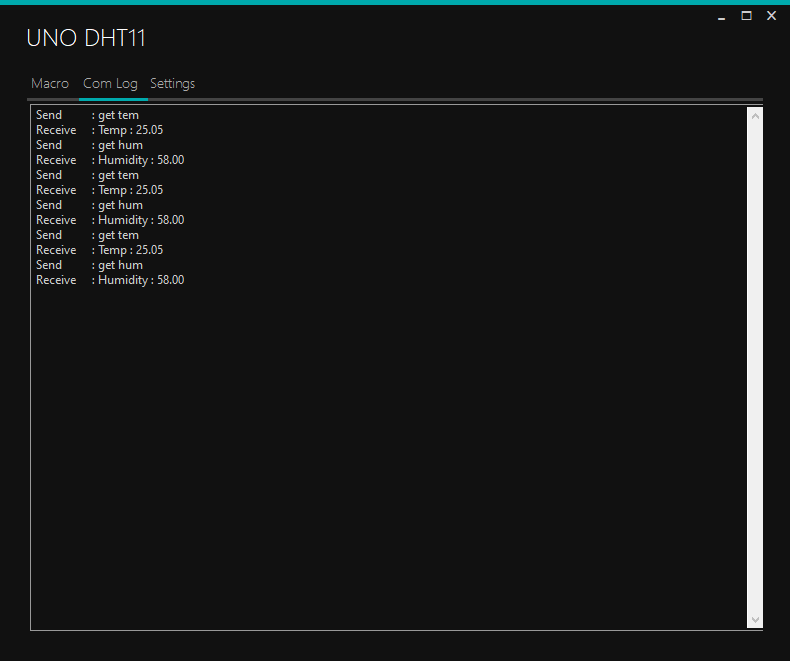 UNO DHT11
Macro Com Log Settings
Send : get tem
Receive : Temp : 25.05
Send : get hum
Receive : Humidity : 58.00
Send : get tem
Receive : Temp : 25.05
Send : get hum
Receive : Humidity : 58.00
Send : get tem
Receive : Temp : 25.05
Send : get hum
Receive : Humidity : 58.00